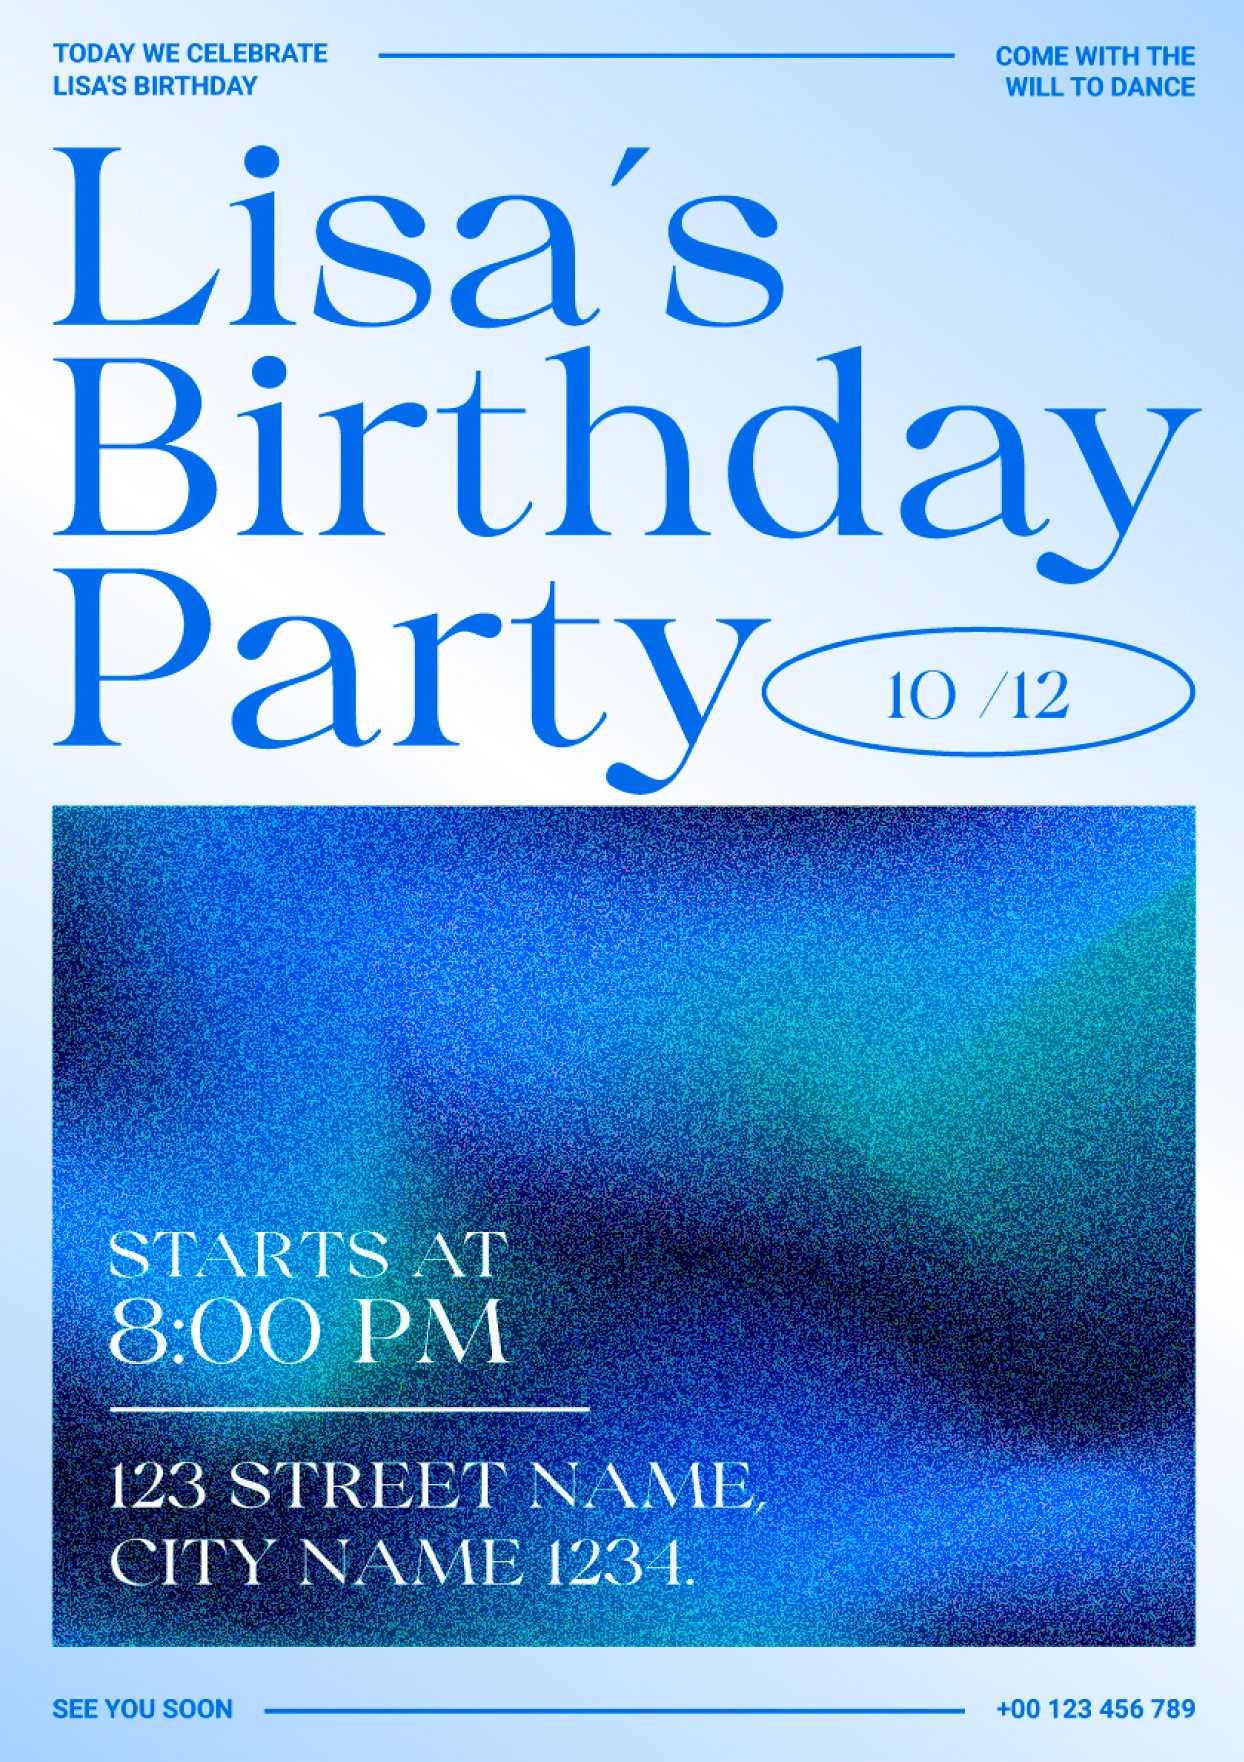 TODAY WE CELEBRATE
LISA'S BIRTHDAY
COME WITH THE
WILL TO DANCE
Lisa´s
Birthday
Party
10 /12
STARTS AT
8:00 PM
123 STREET NAME,
CITY NAME 1234.
SEE YOU SOON
+00 123 456 789